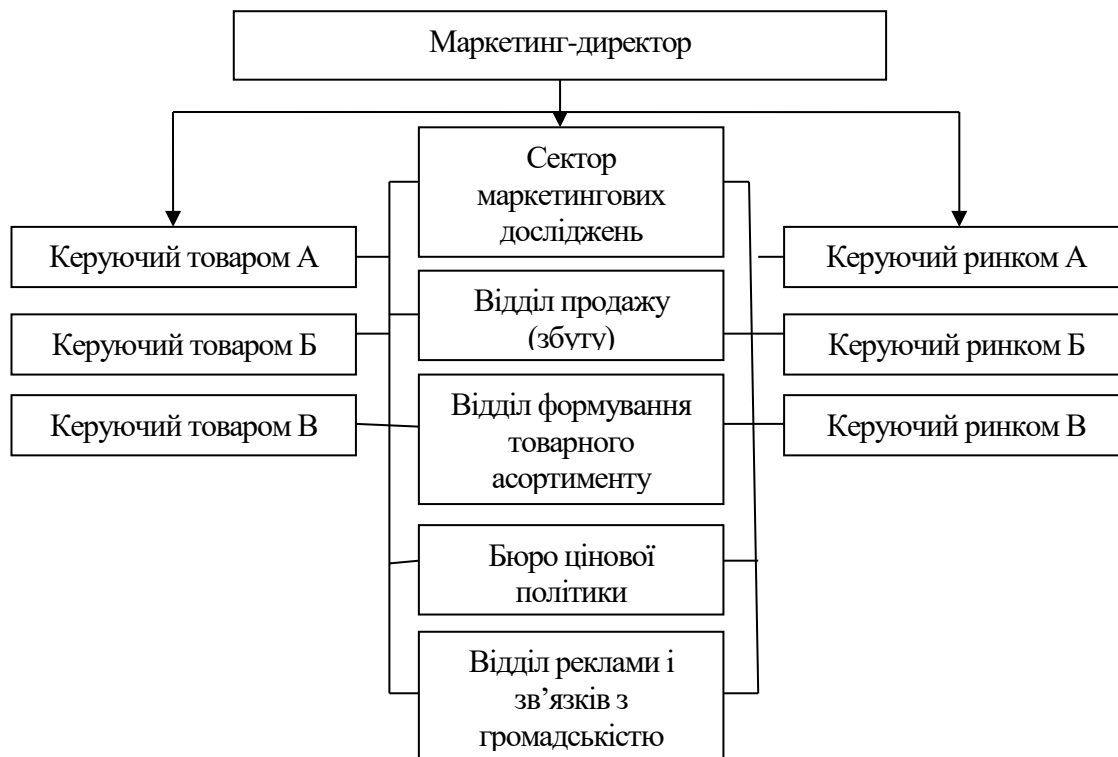 Маркетинг-директор
Сектор
маркетингових
досліджень
Керуючий товаром А
Керуючий ринком А
Відділ продажу
(збуту)
Керуючий товаром Б
Керуючий ринком Б
Відділ формування
товарного
асортименту
Керуючий товаром В
Керуючий ринком В
Бюро цінової
політики
Відділ реклами і
зв’язків з
громадськістю